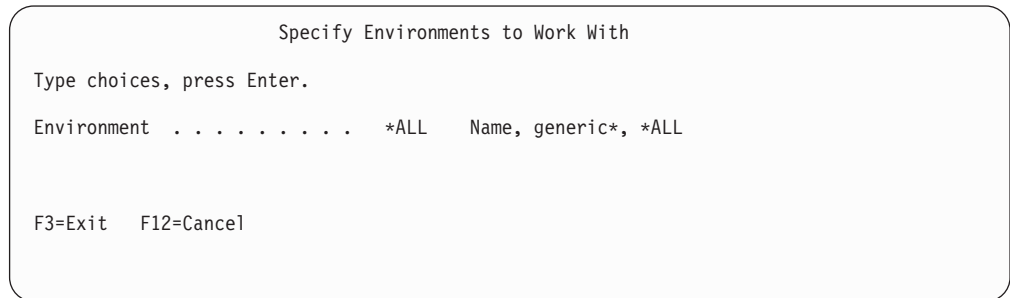 Specify Environments to Work With
Type choices, press Enter.
Environment . . . . . . . . . *ALL Name, generic*, *ALL
F3=Exit F12=Cancel